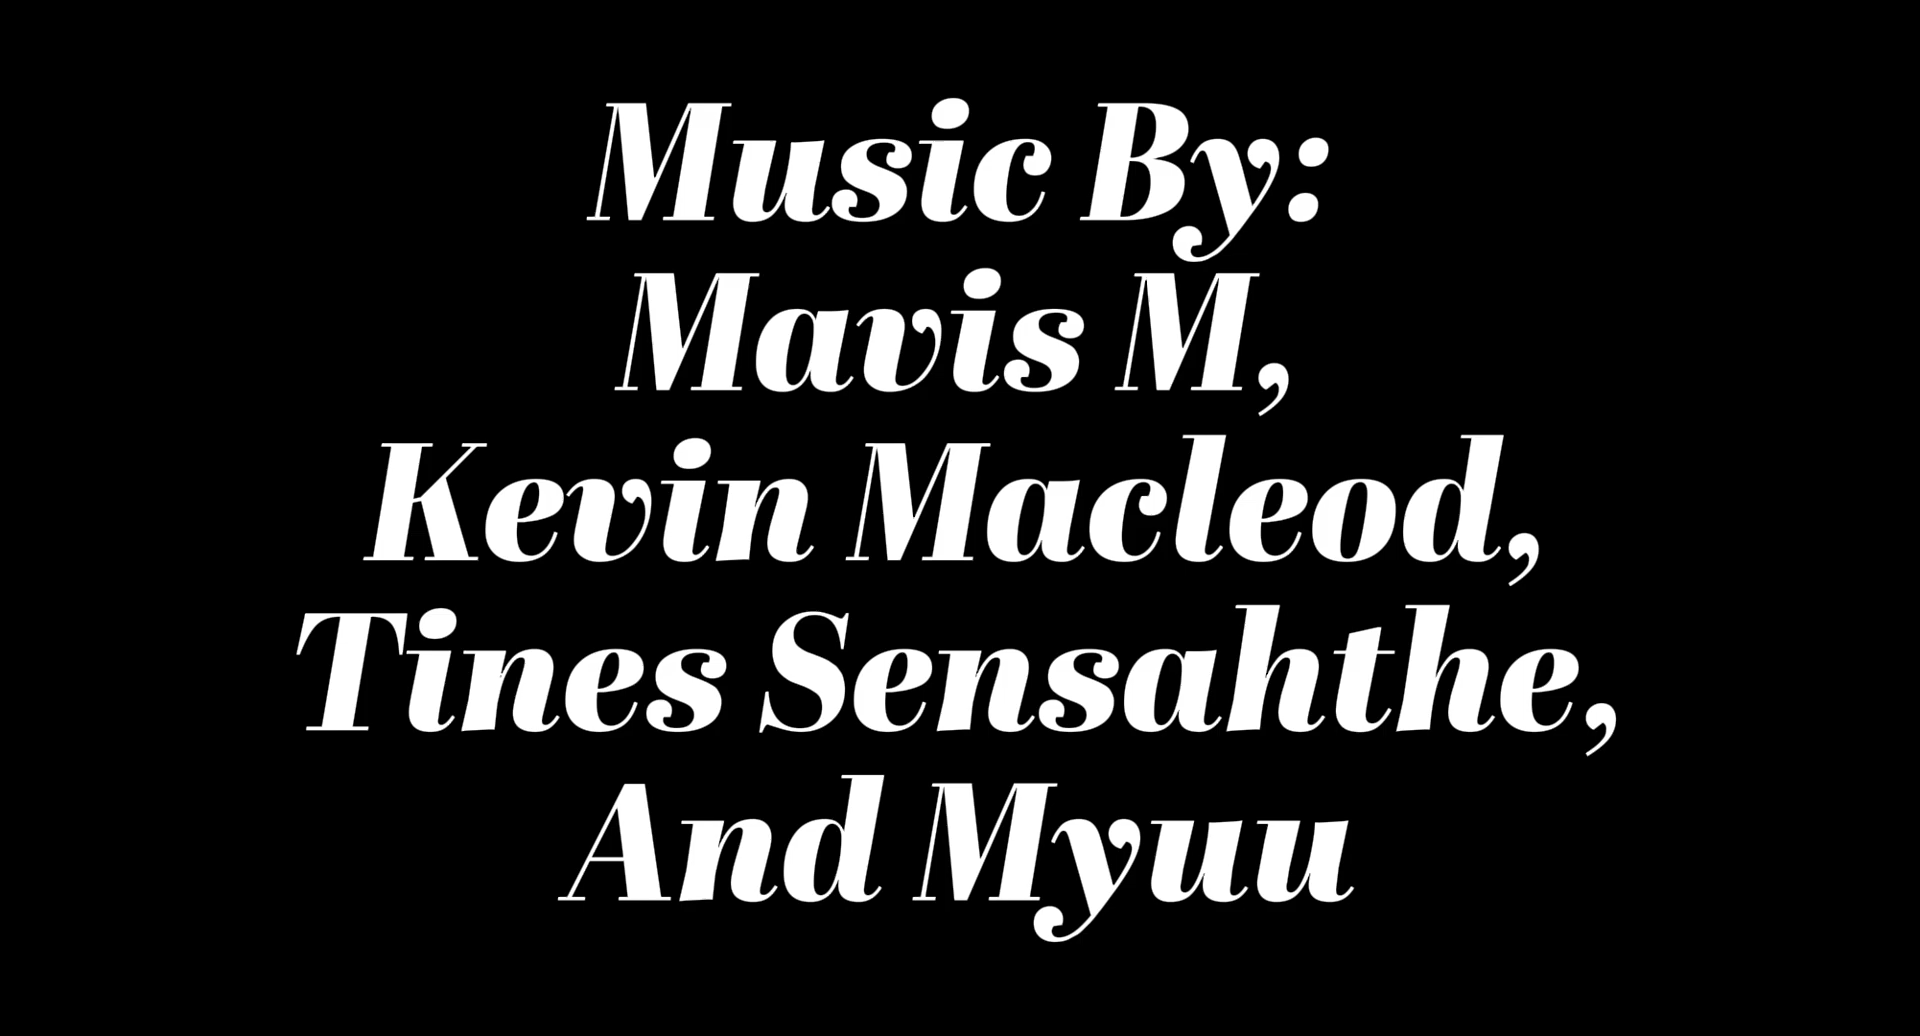 Music By:
Mavis M,
Kevin Macleod,
Tines Sensahthe,
And Myuu